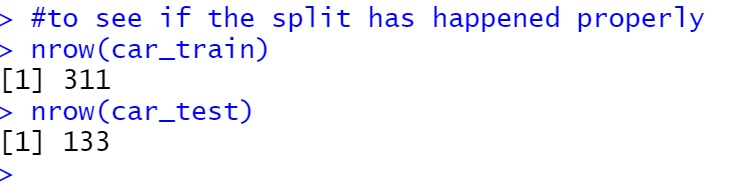 > #to see if the split has happened properly
> nrow(car_train)
[1] 311
> nrow(car_test)
[1] 133
>